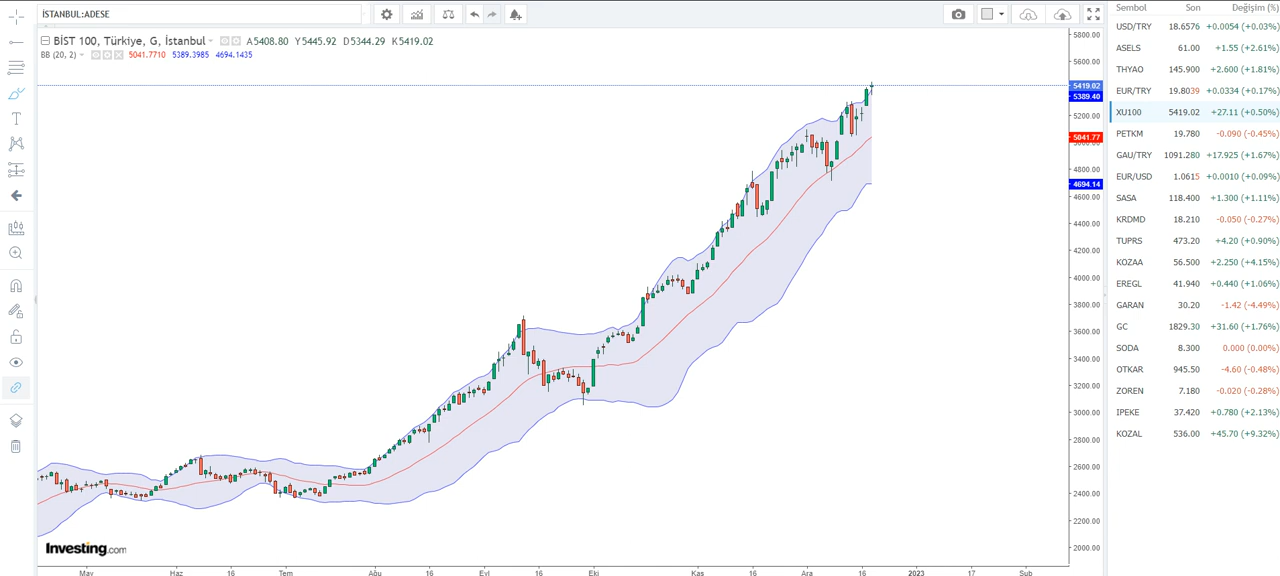 İSTANBUL:ADESE
BİST 100, Türkiye, G, İstanbul A5408.80 Y5445.92 D5344.29 K5419.02
BB (20, 2) 5041.7710 5389.3985 4694.1435
5800.00
5600.00
5419.02
5389.40
5200.00
5041.77
5000.00
4800.00
4694.14
4600.00
4400.00
4200.00
4000.00
3800.00
3600.00
3400.00
3200.00
3000.00
2800.00
2600.00
2400.00
2200.00
2000.00
Investing.com
May Haz 16 Tem Ağu 16 Eyl 16 Eki Kas 16 Ara 16 2023 17 Şub
Sembol Son Değişim (%)
USD/TRY 18.6576 +0.0054 (+0.03%)
ASELS 61.00 +1.55 (+2.61%)
THYAO 145.900 +2.600 (+1.81%)
EUR/TRY 19.8039 +0.0334 (+0.17%)
XU100 5419.02 +27.11 (+0.50%)
PETKM 19.780 -0.090 (-0.45%)
GAU/TRY 1091.280 +17.925 (+1.67%)
EUR/USD 1.0615 +0.0010 (+0.09%)
SASA 118.400 +1.300 (+1.11%)
KRDMD 18.210 -0.050 (-0.27%)
TUPRS 473.20 +4.20 (+0.90%)
KOZAA 56.500 +2.250 (+4.15%)
EREGL 41.940 +0.440 (+1.06%)
GARAN 30.20 -1.42 (-4.49%)
GC 1829.30 +31.60 (+1.76%)
SODA 8.300 0.000 (0.00%)
OTKAR 945.50 -4.60 (-0.48%)
ZOREN 7.180 -0.020 (-0.28%)
IPEKE 37.420 +0.780 (+2.13%)
KOZAL 536.00 +45.70 (+9.32%)